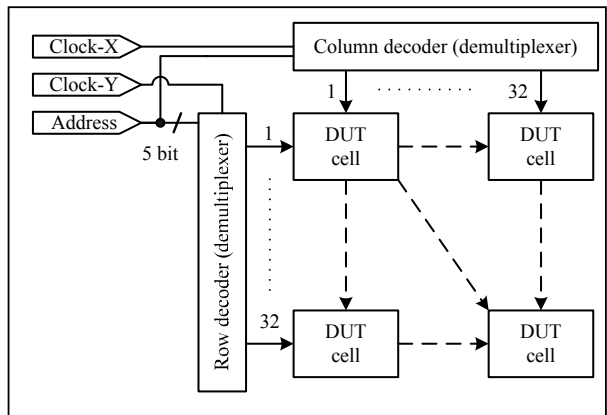 Clock-X
Column decoder (demultiplexer)
Clock-Y
1
32
Address
5 bit
1
DUT
cell
DUT
cell
Row decoder (demultiplexer)
32
DUT
cell
DUT
cell